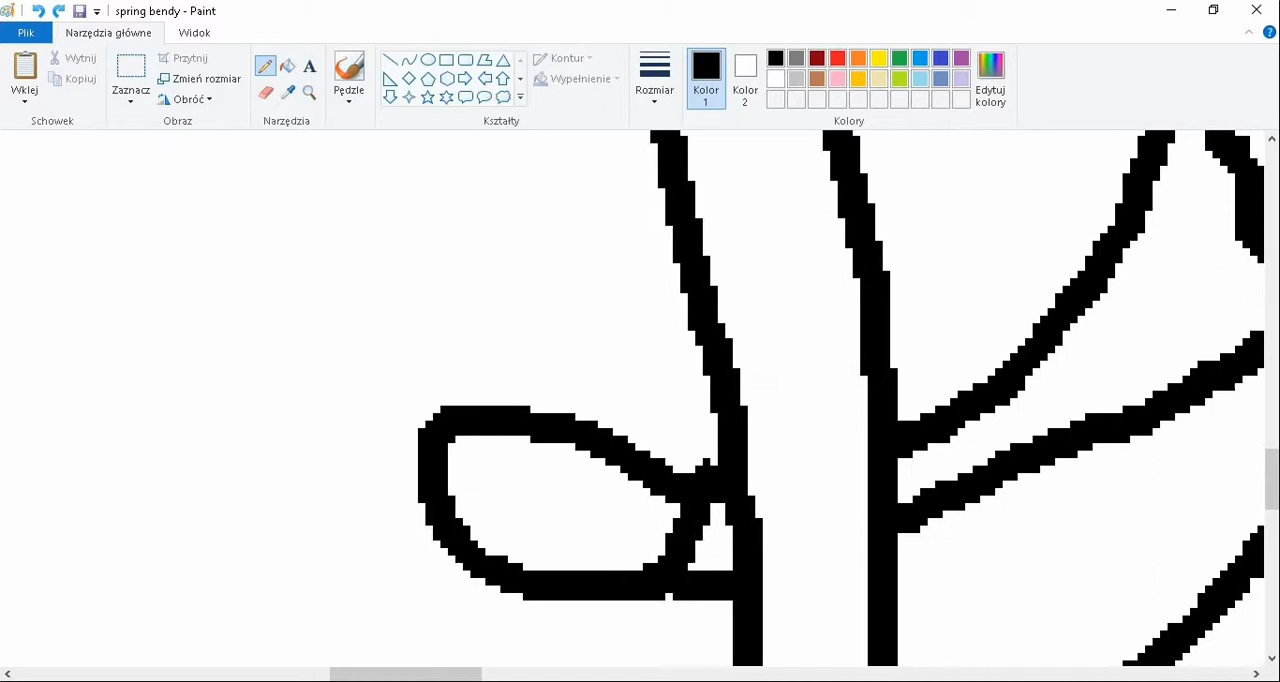 spring bendy - Paint
Plik Narzędzia główne Widok
Wklej
Wytnij
Kopiuj
Schowek
Zaznacz
Przytnij
Zmień rozmiar
Obróć
Obraz
A
Narzędzia
Pędzle
Kontur
Wypełnienie
Kształty
Rozmiar
Kolor
1
Kolor
2
Edytuj
kolory
Kolory